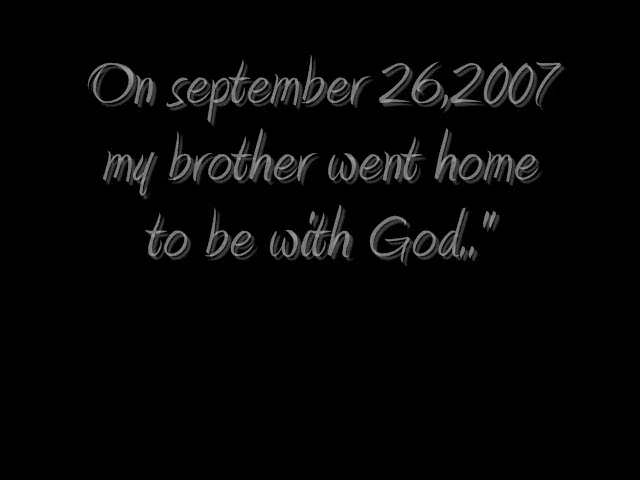 On september 26,2007
my brother went home
to be with God.."